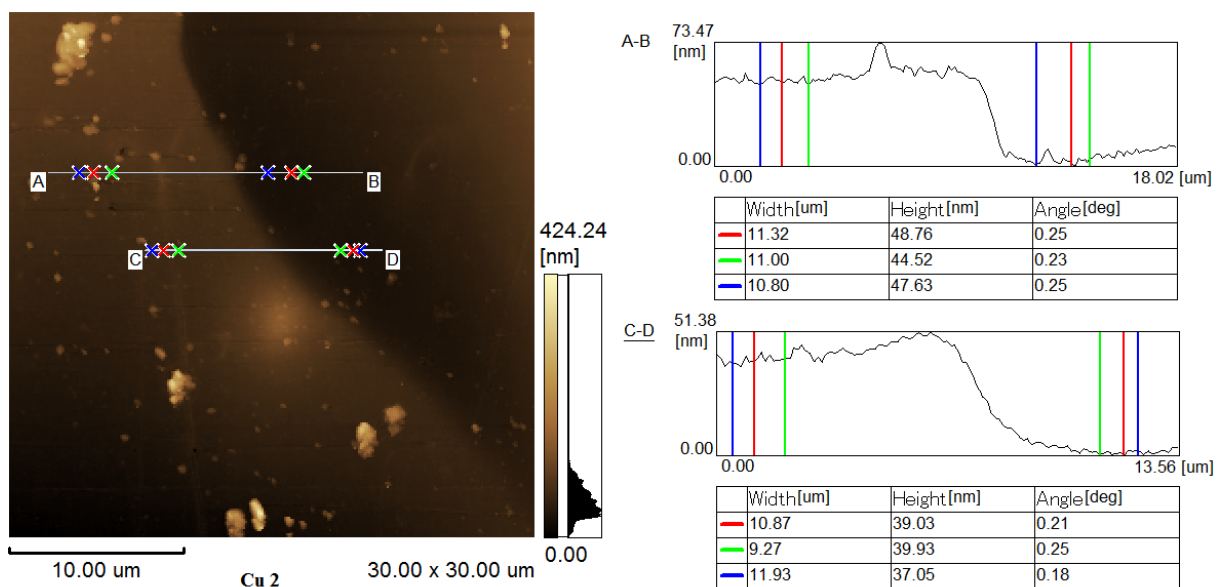 A
B
C
D
10.00 um
Cu 2
30.00 x 30.00 um
424.24
[nm]
0.00
A-B
73.47
[nm]
0.00
0.00
18.02 [um]
Width[um] Height[nm] Angle[deg]
11.32 48.76 0.25
11.00 44.52 0.23
10.80 47.63 0.25
C-D
51.38
[nm]
0.00
0.00
13.56 [um]
Width[um] Height[nm] Angle[deg]
10.87 39.03 0.21
9.27 39.93 0.25
11.93 37.05 0.18